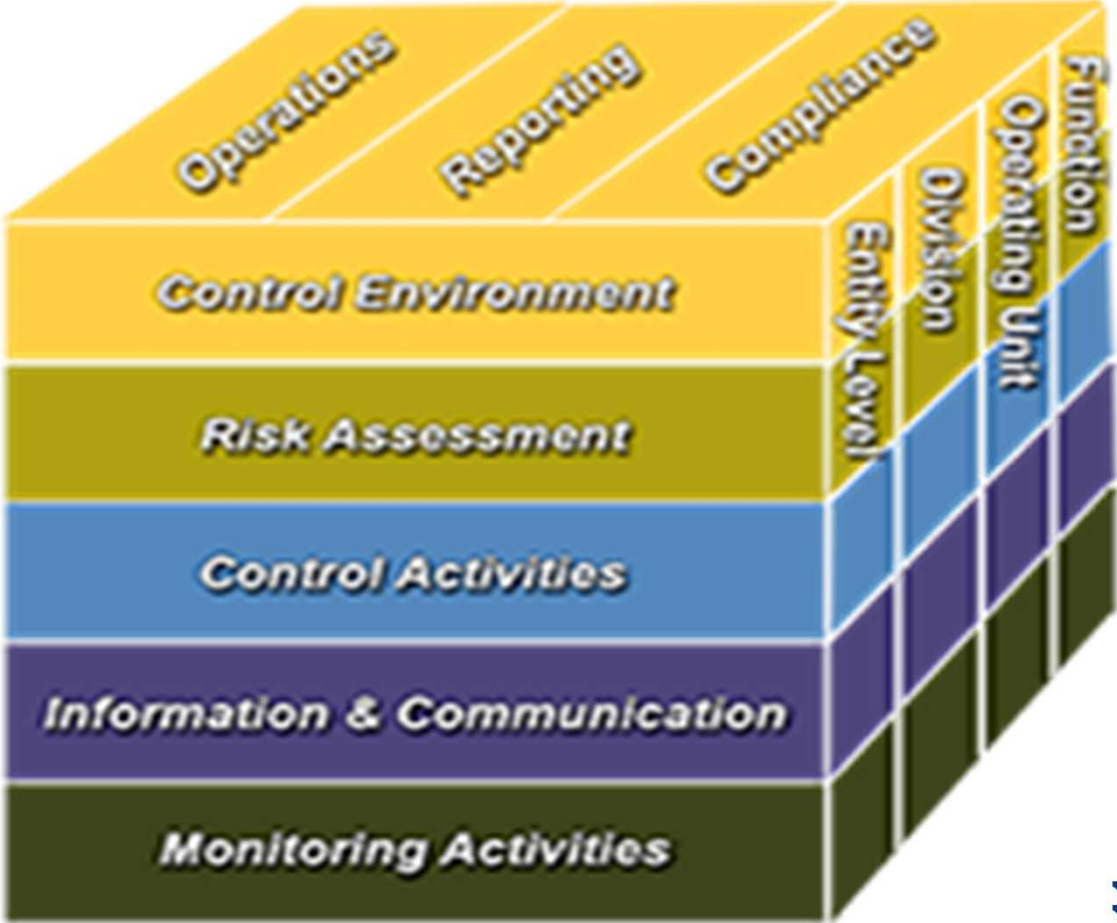 Operations
Reporting
Compliance
Control Environment
Risk Assessment
Control Activities
Information & Communication
Monitoring Activities
Entity Level
Division
Operating Unit
Function